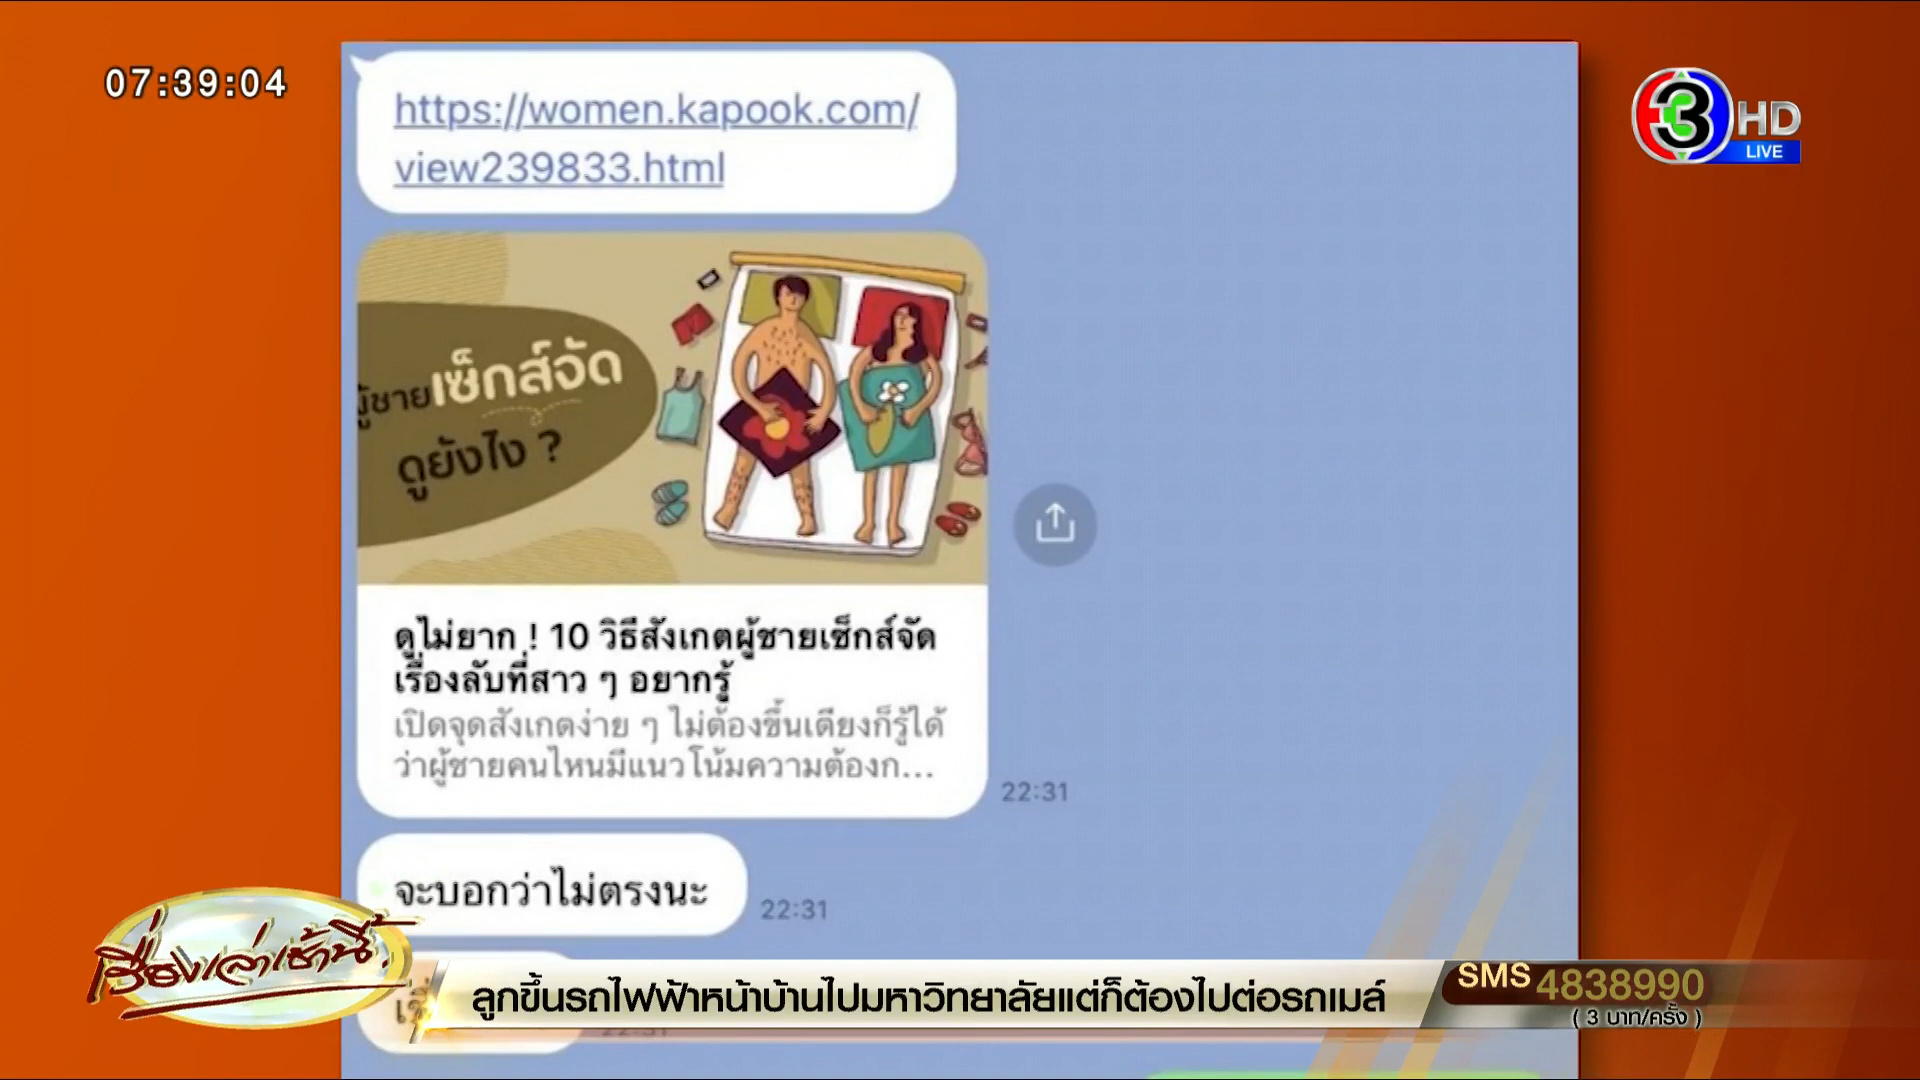 07:39:04
3 HD
LIVE
https://women.kapook.com/
view239833.html
ผู้ชายเซ็กส์จัด
ดูยังไง ?
ดูไม่ยาก ! 10 วิธีสังเกตผู้ชายเซ็กส์จัด
เรื่องลับที่สาว ๆ อยากรู้
เปิดจุดสังเกตง่าย ๆ ไม่ต้องขึ้นเตียงก็รู้ได้
ว่าผู้ชายคนไหนมีแนวโน้มความต้องก...
22:31
จะบอกว่าไม่ตรงนะ
22:31
เรื่องเล่าเช้านี้
ลูกขึ้นรถไฟฟ้าหน้าบ้านไปมหาวิทยาลัยแต่ก็ต้องไปต่อรถเมล์
SMS 4838990
( 3 บาท/ครั้ง )